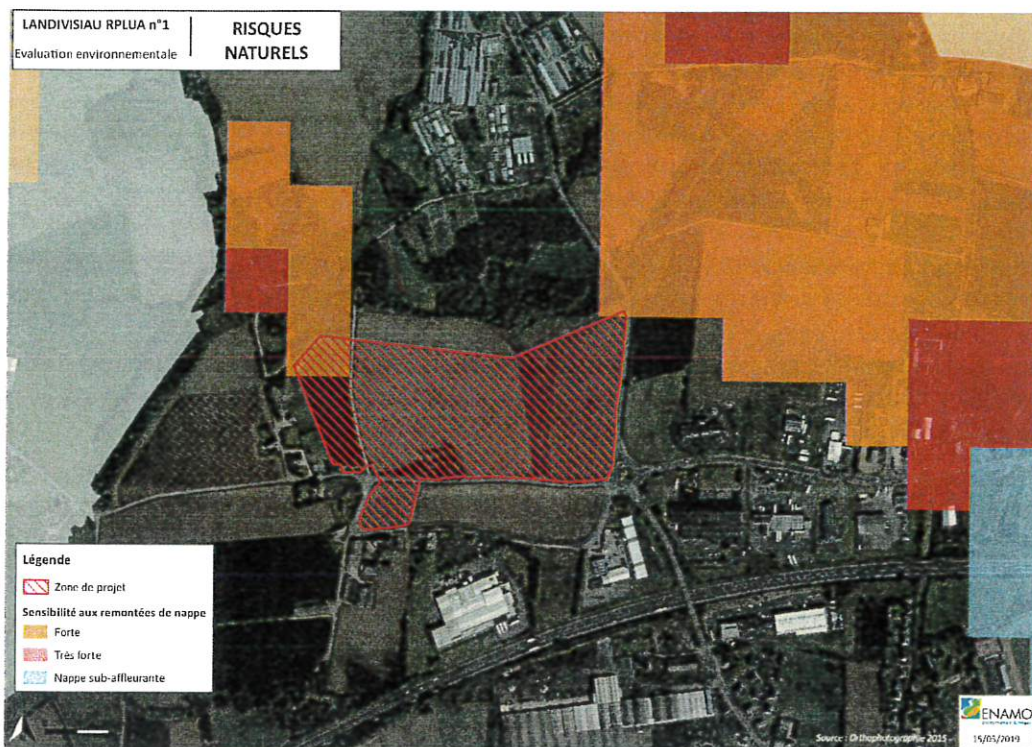 LANDIVISIAU RPLUA n°1
Evaluation environnementale
RISQUES
NATURELS
Légende
Zone de projet
Sensibilité aux remontées de nappe
Forte
Très forte
Nappe sub-affleurante
Source : Orthophotographie 2015
ENAMO
15/03/2019